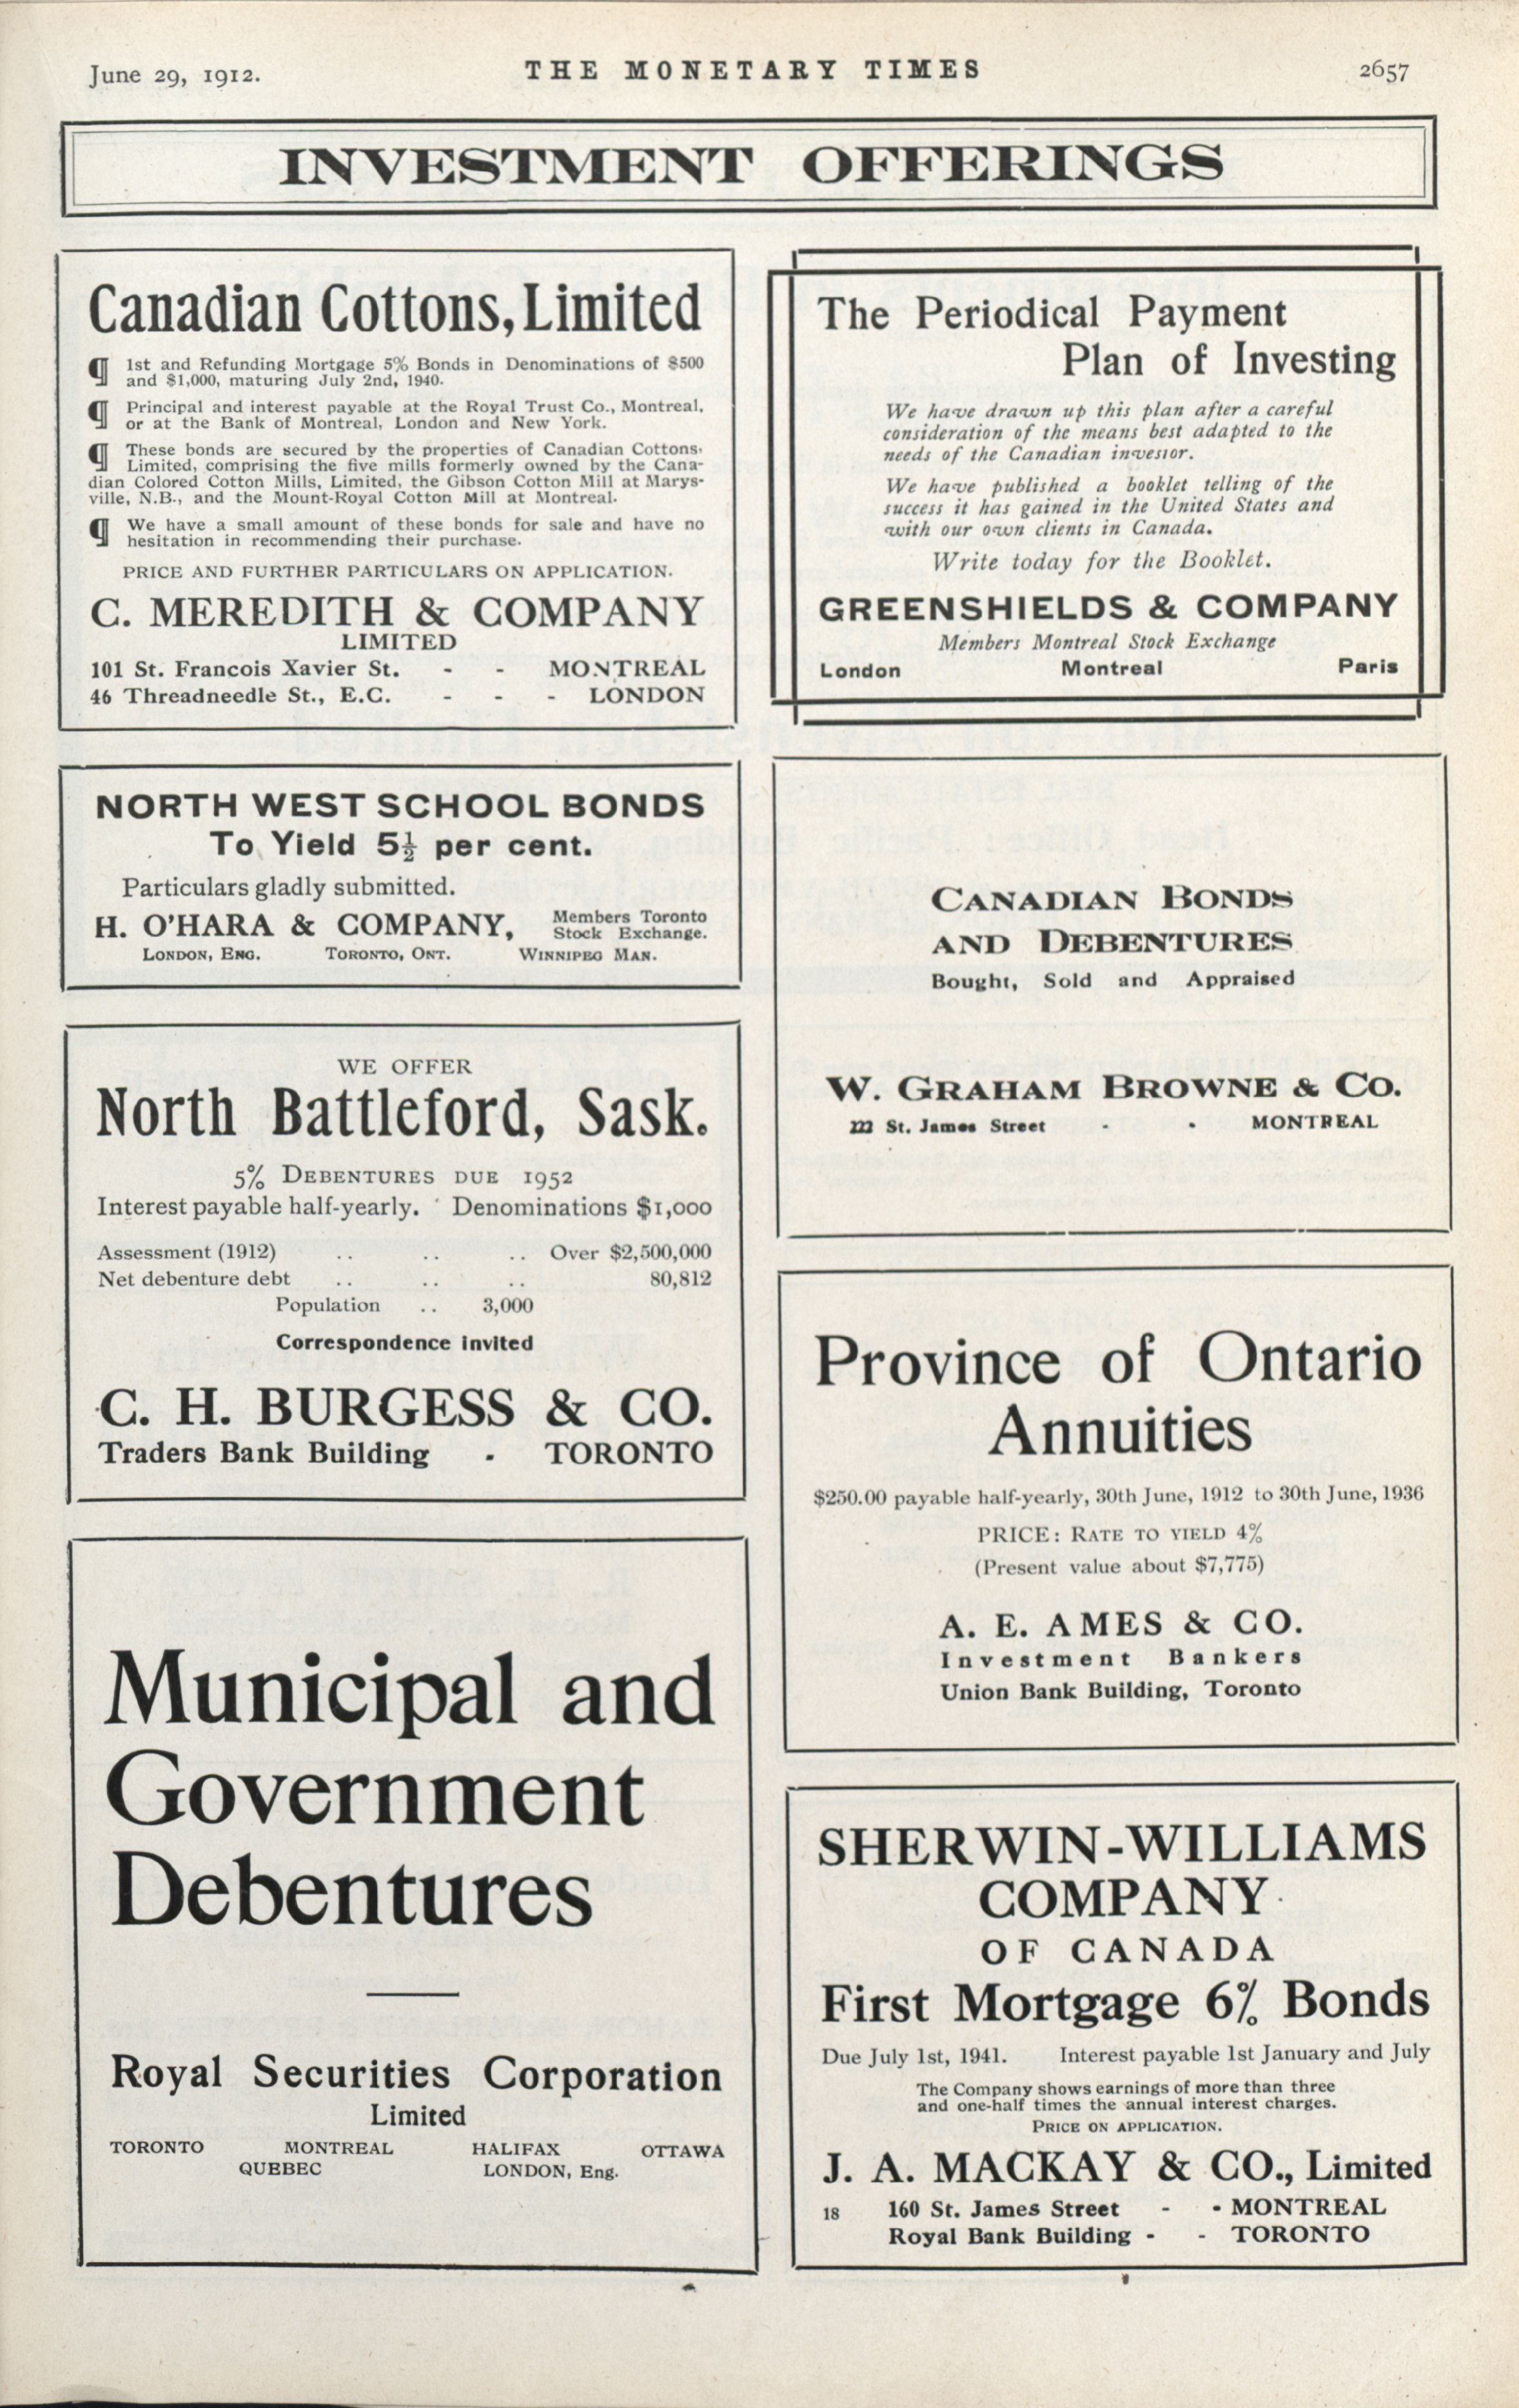 June 29, 1912.
THE MONETARY TIMES
2657
INVESTMENT OFFERINGS
Canadian Cottons, Limited
¶ 1st and Refunding Mortgage 5% Bonds in Denominations of $500
and $1,000, maturing July 2nd, 1940.
¶ Principal and interest payable at the Royal Trust Co., Montreal,
or at the Bank of Montreal, London and New York.
¶ These bonds are secured by the properties of Canadian Cottons,
Limited, comprising the five mills formerly owned by the Cana-
dian Colored Cotton Mills, Limited, the Gibson Cotton Mill at Marys-
ville, N.B., and the Mount-Royal Cotton Mill at Montreal.
¶ We have a small amount of these bonds for sale and have no
hesitation in recommending their purchase.
PRICE AND FURTHER PARTICULARS ON APPLICATION.
C. MEREDITH & COMPANY
LIMITED
101 St. Francois Xavier St. - - MONTREAL
46 Threadneedle St., E.C. - - - LONDON
NORTH WEST SCHOOL BONDS
To Yield 5½ per cent.
Particulars gladly submitted.
H. O'HARA & COMPANY, Members Toronto
Stock Exchange.
LONDON, ENG. TORONTO, ONT. WINNIPEG MAN.
WE OFFER
North Battleford, Sask.
5% DEBENTURES DUE 1952
Interest payable half-yearly. Denominations $1,000
Assessment (1912) .. .. .. Over $2,500,000
Net debenture debt .. .. .. 80,812
Population .. 3,000
Correspondence invited
C. H. BURGESS & CO.
Traders Bank Building - TORONTO
Municipal and
Government
Debentures
Royal Securities Corporation
Limited
TORONTO MONTREAL HALIFAX OTTAWA
QUEBEC LONDON, Eng.
The Periodical Payment
Plan of Investing
We have drawn up this plan after a careful
consideration of the means best adapted to the
needs of the Canadian investor.
We have published a booklet telling of the
success it has gained in the United States and
with our own clients in Canada.
Write today for the Booklet.
GREENSHIELDS & COMPANY
Members Montreal Stock Exchange
London Montreal Paris
CANADIAN BONDS
AND DEBENTURES
Bought, Sold and Appraised
W. GRAHAM BROWNE & CO.
222 St. James Street - - MONTREAL
Province of Ontario
Annuities
$250.00 payable half-yearly, 30th June, 1912 to 30th June, 1936
PRICE: RATE TO YIELD 4%
(Present value about $7,775)
A. E. AMES & CO.
Investment Bankers
Union Bank Building, Toronto
SHERWIN-WILLIAMS
COMPANY
OF CANADA
First Mortgage 6% Bonds
Due July 1st, 1941. Interest payable 1st January and July
The Company shows earnings of more than three
and one-half times the annual interest charges.
PRICE ON APPLICATION.
J. A. MACKAY & CO., Limited
18 160 St. James Street - - MONTREAL
Royal Bank Building - - TORONTO